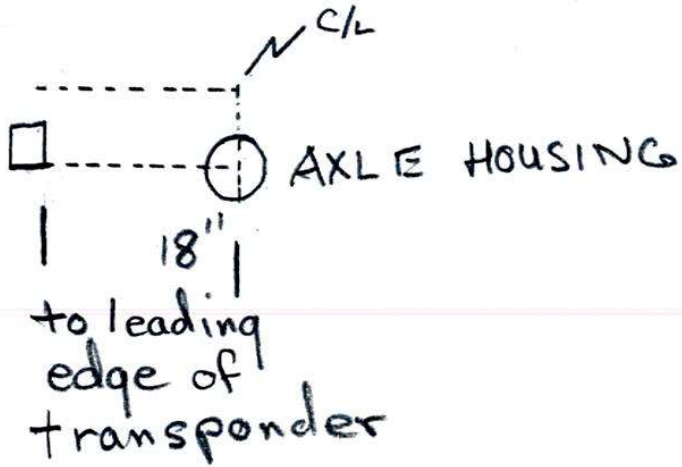 C/L
AXLE HOUSING
18"
to leading
edge of
transponder